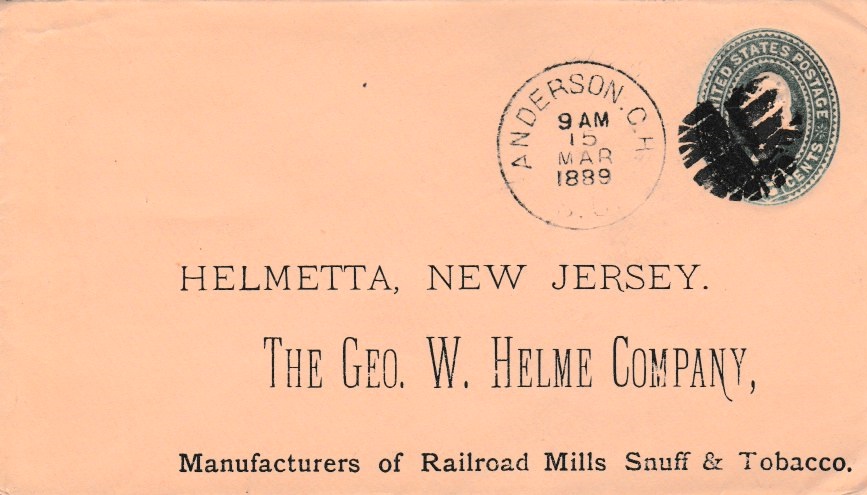 UNITED STATES POSTAGE
CENTS
ANDERSON. C.H.
9 AM
15
MAR
1889
HELMETTA, NEW JERSEY.
THE GEO. W. HELME COMPANY,
Manufacturers of Railroad Mills Snuff & Tobacco.